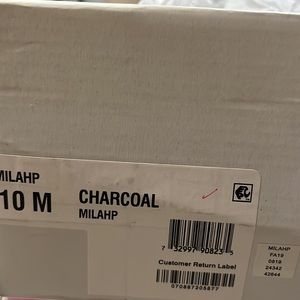 MILAHP
10 M
CHARCOAL
MILAHP
7 32997 90823 5
Customer Return Label
MILAHP
FA19
0819
24342
42644